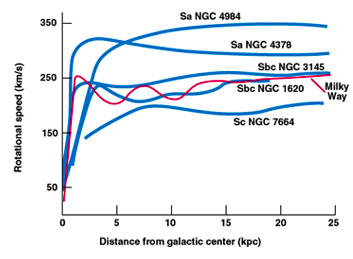 Sa NGC 4984
350
Sa NGC 4378
Sbc NGC 3145
250
Sbc NGC 1620
Milky
Way
Rotational speed (km/s)
150
Sc NGC 7664
50
0 5 10 15 20 25
Distance from galactic center (kpc)